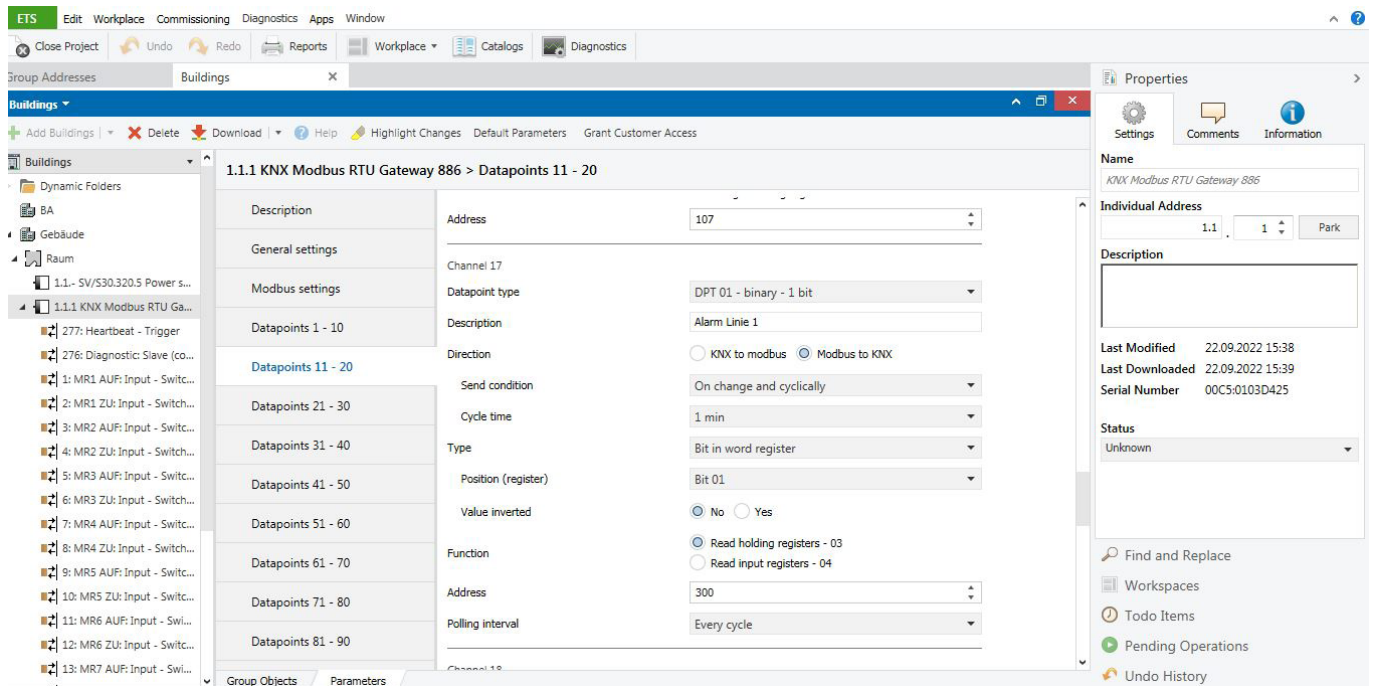 ETS Edit Workplace Commissioning Diagnostics Apps Window
Close Project Undo Redo Reports Workplace Catalogs Diagnostics
Group Addresses Buildings
Buildings
Add Buildings Delete Download Help Highlight Changes Default Parameters Grant Customer Access
Buildings
Dynamic Folders
BA
Gebäude
Raum
1.1.- SV/S30.320.5 Power s...
1.1.1 KNX Modbus RTU Ga...
277: Heartbeat - Trigger
276: Diagnostic: Slave (co...
1: MR1 AUF: Input - Switc...
2: MR1 ZU: Input - Switch...
3: MR2 AUF: Input - Switc...
4: MR2 ZU: Input - Switch...
5: MR3 AUF: Input - Switc...
6: MR3 ZU: Input - Switch...
7: MR4 AUF: Input - Switc...
8: MR4 ZU: Input - Switch...
9: MR5 AUF: Input - Switc...
10: MR5 ZU: Input - Switc...
11: MR6 AUF: Input - Swi...
12: MR6 ZU: Input - Switc...
13: MR7 AUF: Input - Swi...
1.1.1 KNX Modbus RTU Gateway 886 > Datapoints 11 - 20
Description
General settings
Modbus settings
Datapoints 1 - 10
Datapoints 11 - 20
Datapoints 21 - 30
Datapoints 31 - 40
Datapoints 41 - 50
Datapoints 51 - 60
Datapoints 61 - 70
Datapoints 71 - 80
Datapoints 81 - 90
Address 107
Channel 17
Datapoint type DPT 01 - binary - 1 bit
Description Alarm Linie 1
Direction KNX to modbus Modbus to KNX
Send condition On change and cyclically
Cycle time 1 min
Type Bit in word register
Position (register) Bit 01
Value inverted No Yes
Function Read holding registers - 03
Read input registers - 04
Address 300
Polling interval Every cycle
Channel 18
Group Objects Parameters
Properties
Settings Comments Information
Name
KNX Modbus RTU Gateway 886
Individual Address
1.1 . 1 Park
Description
Last Modified 22.09.2022 15:38
Last Downloaded 22.09.2022 15:39
Serial Number 00C5:0103D425
Status
Unknown
Find and Replace
Workspaces
Todo Items
Pending Operations
Undo History